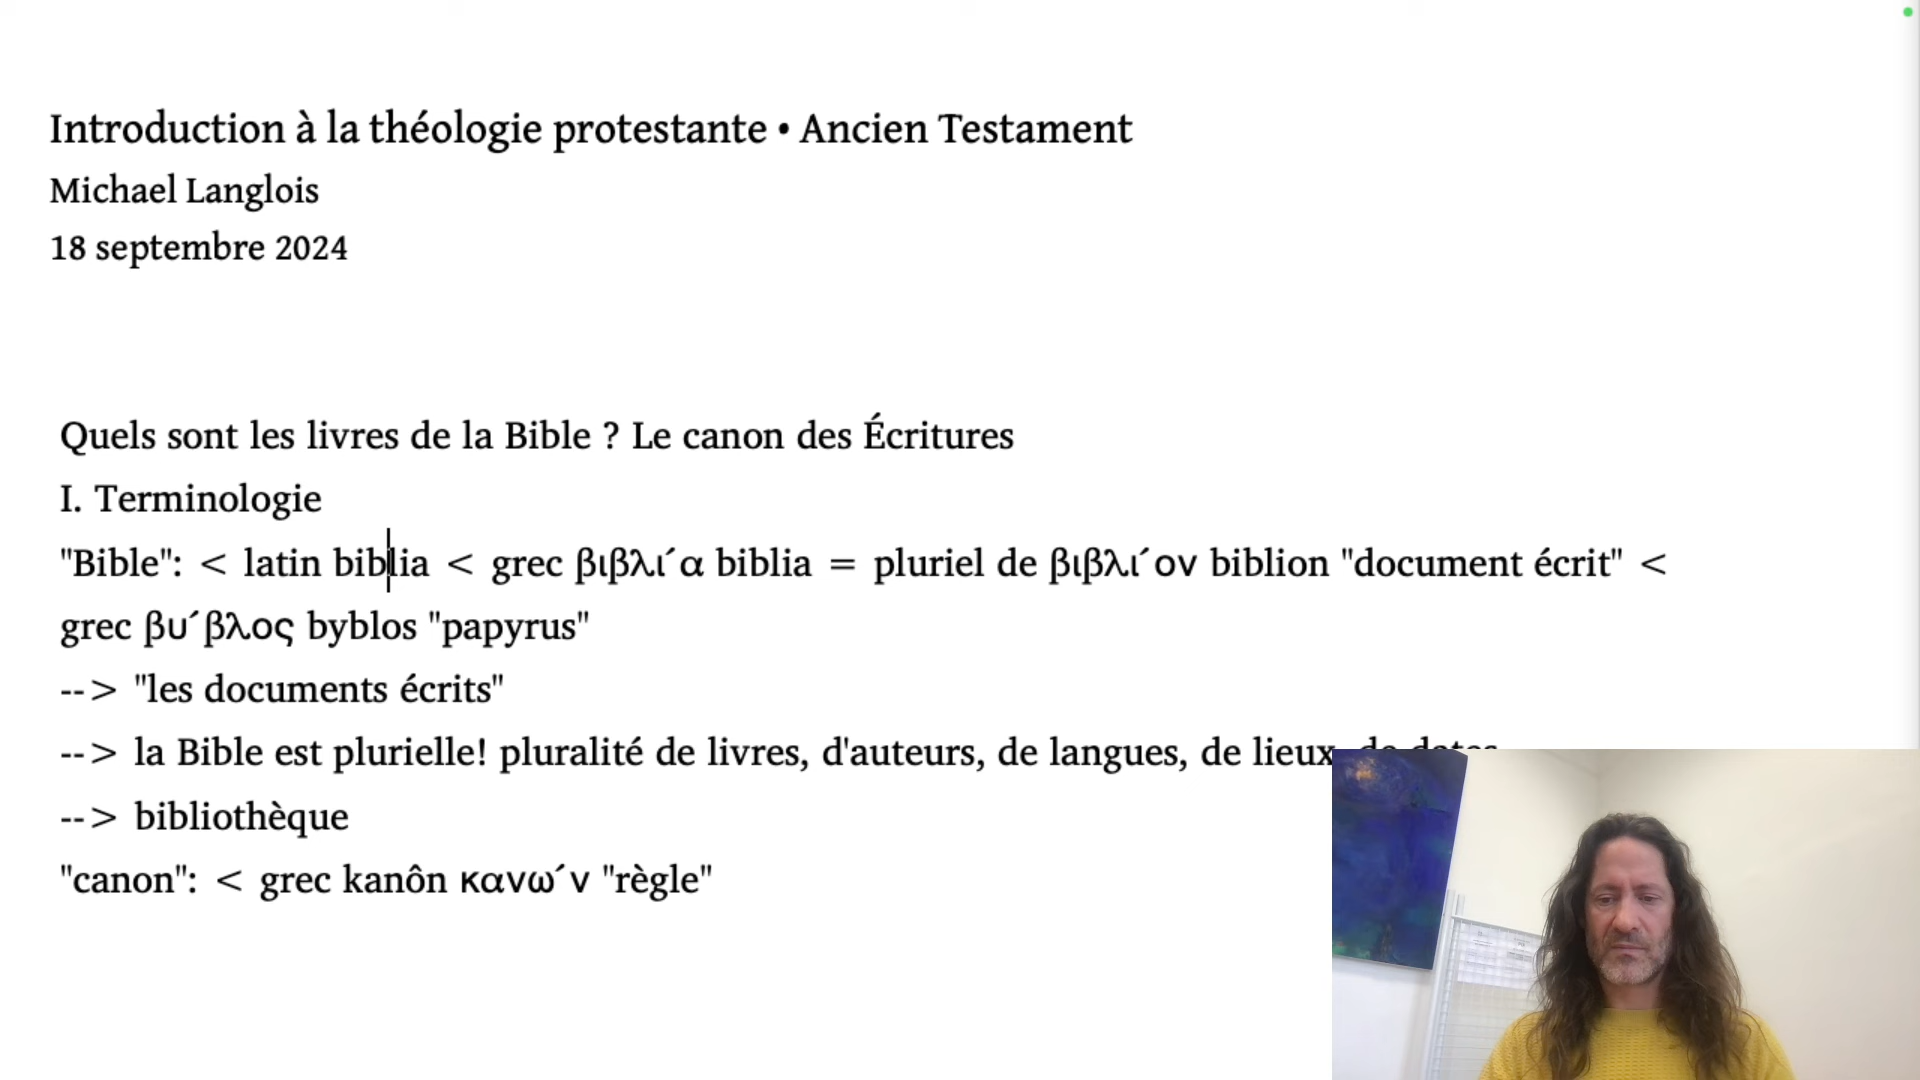 Introduction à la théologie protestante • Ancien Testament
Michael Langlois
18 septembre 2024
Quels sont les livres de la Bible ? Le canon des Écritures
I. Terminologie
"Bible": < latin biblia < grec βιβλι´α biblia = pluriel de βιβλι´ον biblion "document écrit" <
grec βυ´βλος byblos "papyrus"
--> "les documents écrits"
--> la Bible est plurielle! pluralité de livres, d'auteurs, de langues, de lieux, de dates
--> bibliothèque
"canon": < grec kanôn κανω´ν "règle"